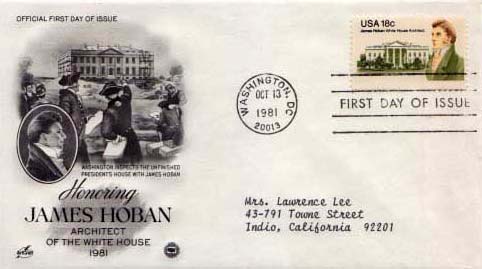 OFFICIAL FIRST DAY OF ISSUE
USA 18c
James Hoban White House Architect
WASHINGTON, DC
OCT 13
1981
20013
FIRST DAY OF ISSUE
WASHINGTON INSPECTS THE UNFINISHED
PRESIDENT'S HOUSE WITH JAMES HOBAN
Honoring
JAMES HOBAN
ARCHITECT
OF THE WHITE HOUSE
1981
Artcraft
Mrs. Lawrence Lee
43-791 Towne Street
Indio, California 92201